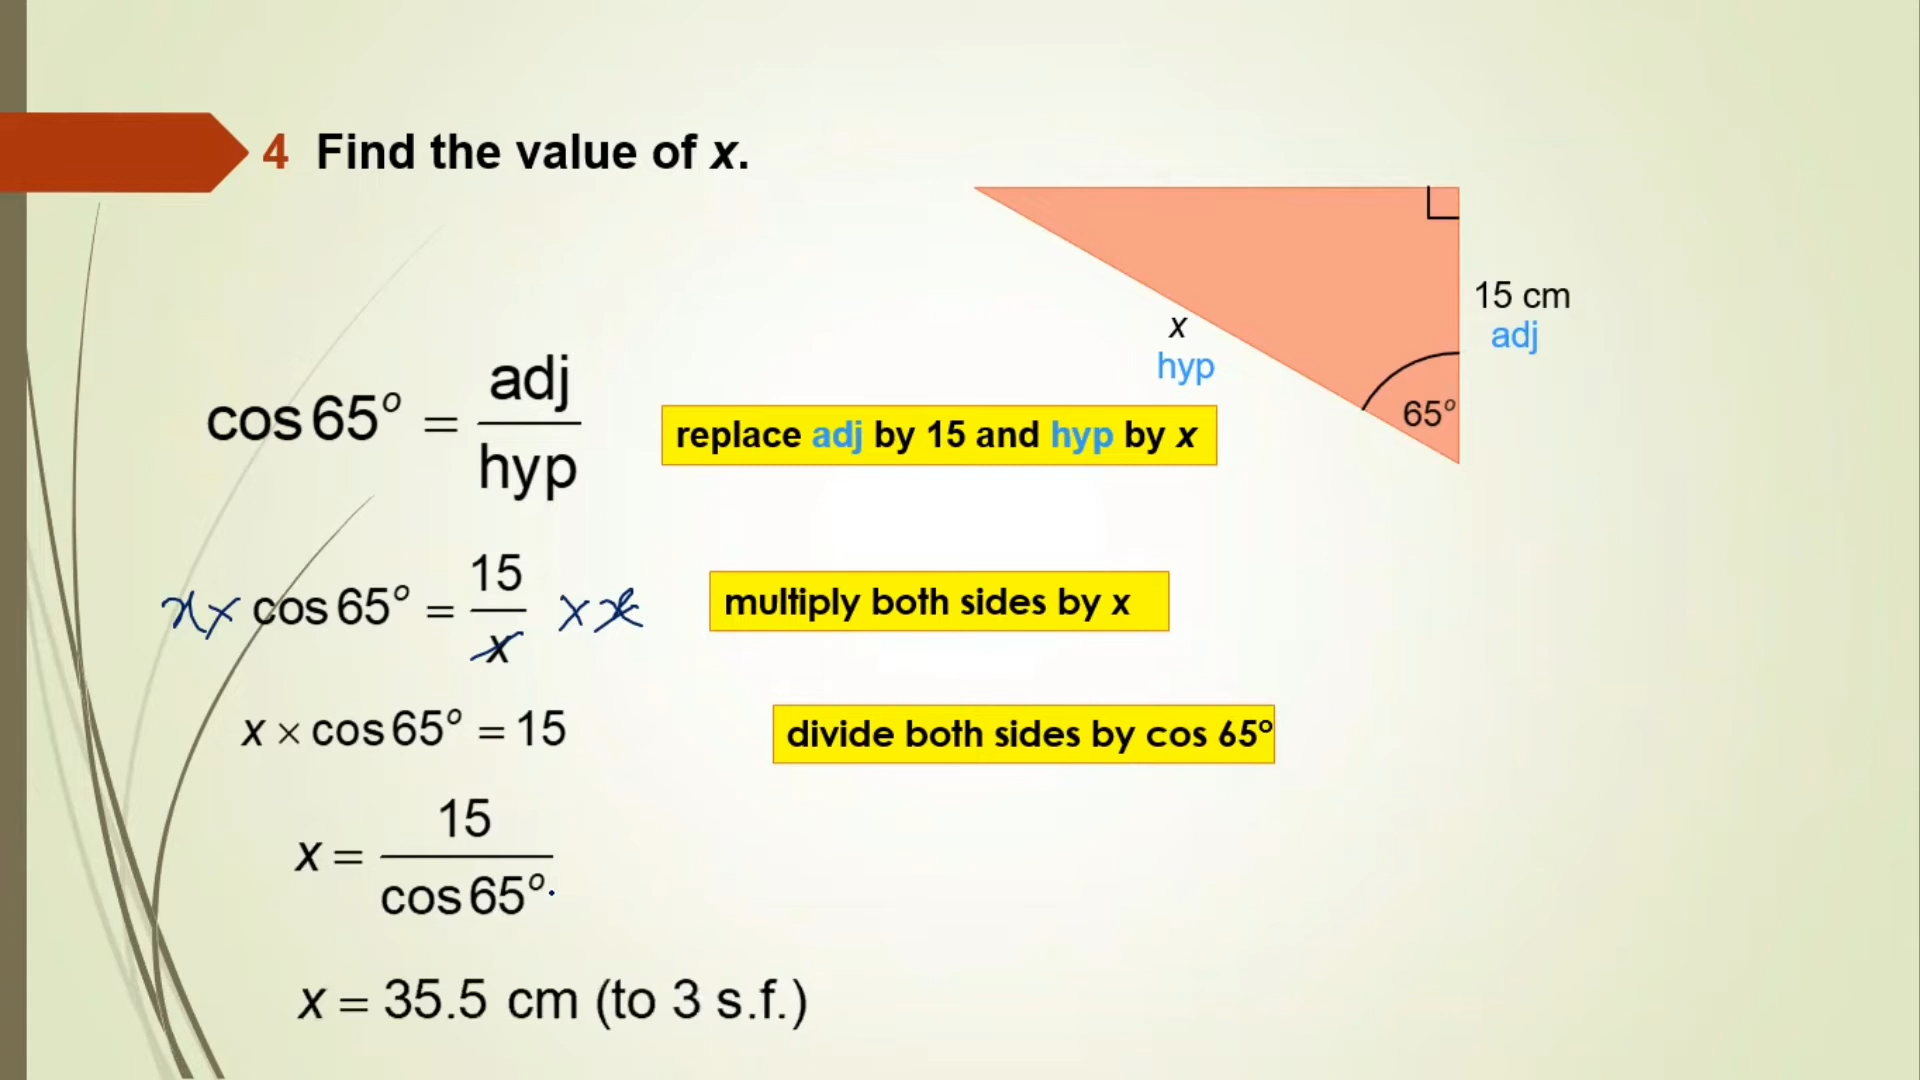 4 Find the value of x.
15 cm
adj
x
hyp
65°
cos 65° = adj/hyp
replace adj by 15 and hyp by x
x × cos 65° = 15/x × x
multiply both sides by x
x × cos 65° = 15
divide both sides by cos 65°
x = 15/cos 65°
x = 35.5 cm (to 3 s.f.)